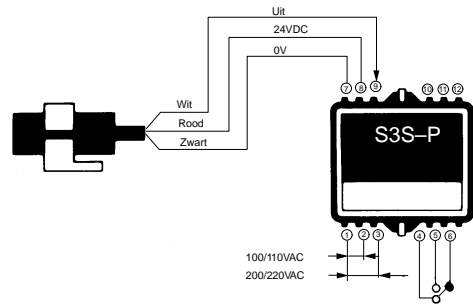 Uit
24VDC
0V
Wit
Rood
Zwart
7 8 9 10 11 12
S3S–P
1 2 3 4 5 6
100/110VAC
200/220VAC